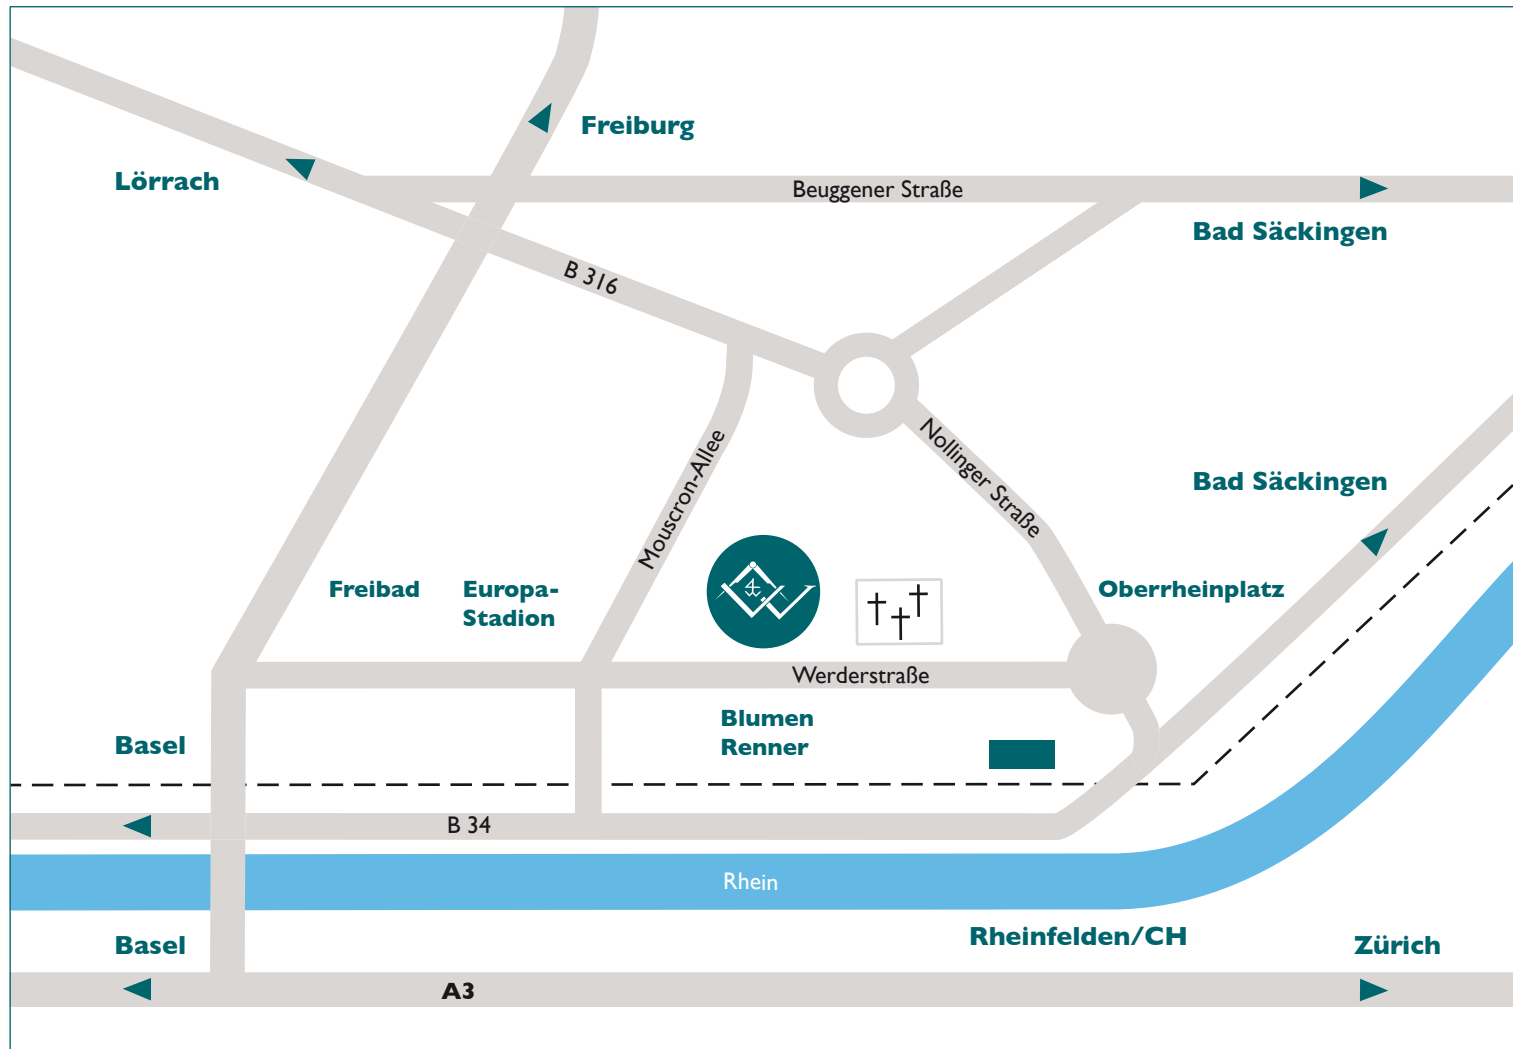 Freiburg
Lörrach
Beuggener Straße
Bad Säckingen
B 316
Nollinger Straße
Mouscron-Allee
Bad Säckingen
Freibad
Europa-
Stadion
Oberrheinplatz
Werderstraße
Blumen
Renner
Basel
B 34
Rhein
Rheinfelden/CH
Basel
Zürich
A3